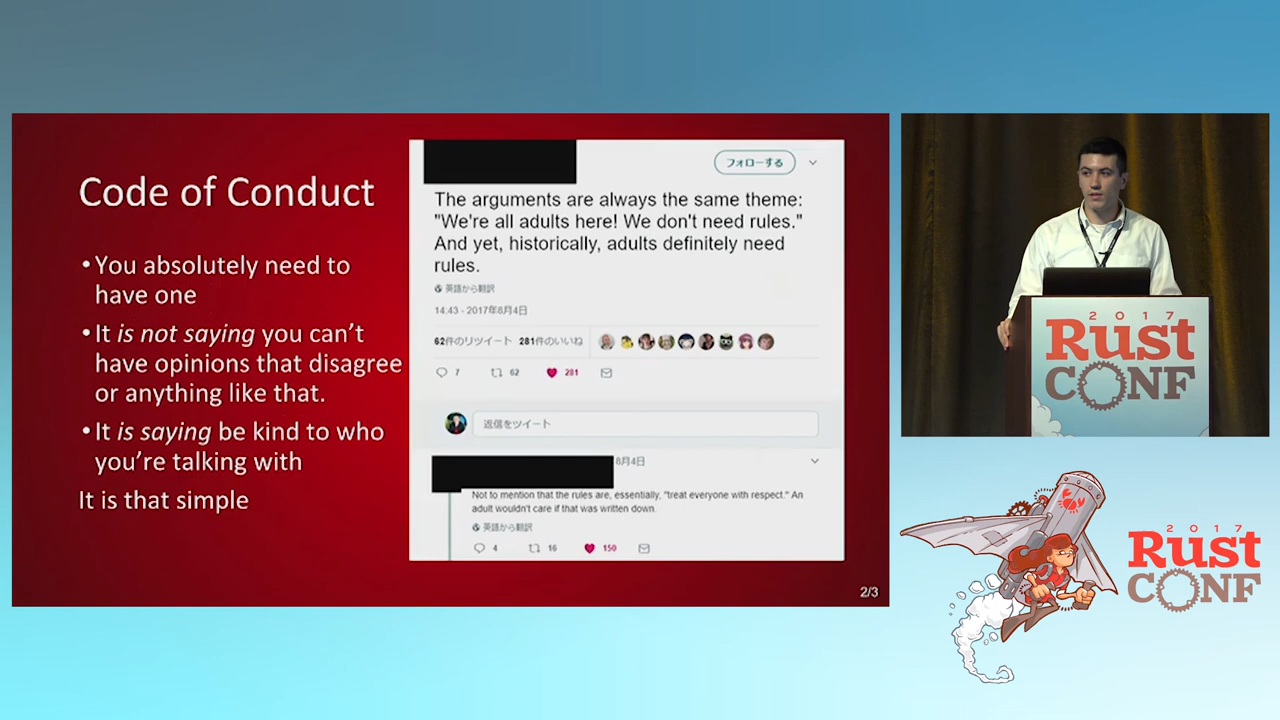 Code of Conduct
•You absolutely need to
have one
•It is not saying you can't
have opinions that disagree
or anything like that.
•It is saying be kind to who
you're talking with
It is that simple
フォローする
The arguments are always the same theme:
"We're all adults here! We don't need rules."
And yet, historically, adults definitely need
rules.
英語から翻訳
14:43 - 2017年8月4日
62件のリツイート 281件のいいね
7 62 281
返信をツイート
8月4日
Not to mention that the rules are, essentially, "treat everyone with respect." An
adult wouldn't care if that was written down.
英語から翻訳
4 16 150
2/3
2017
Rust
CONF
2017
Rust
CONF